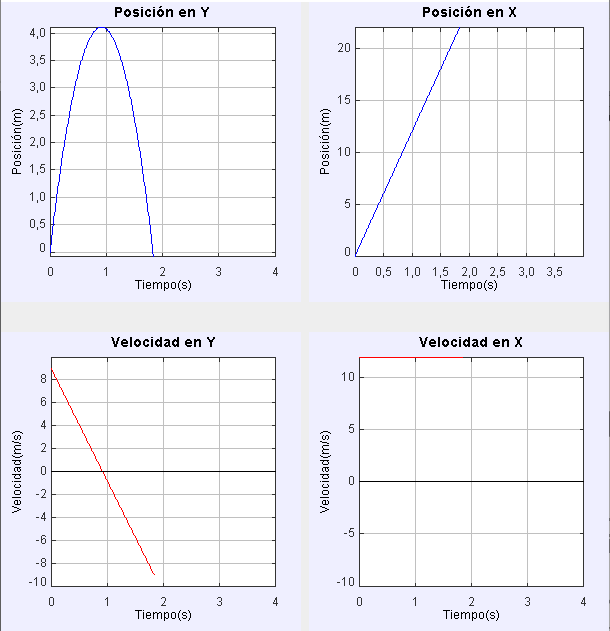 Posición en Y
4,0
3,5
3,0
2,5
2,0
1,5
1,0
0,5
0
Posición(m)
0 1 2 3 4
Tiempo(s)
Posición en X
20
15
10
5
0
Posición(m)
0 0,5 1,0 1,5 2,0 2,5 3,0 3,5
Tiempo(s)
Velocidad en Y
8
6
4
2
0
-2
-4
-6
-8
-10
Velocidad(m/s)
0 1 2 3 4
Tiempo(s)
Velocidad en X
10
5
0
-5
-10
Velocidad(m/s)
0 1 2 3 4
Tiempo(s)